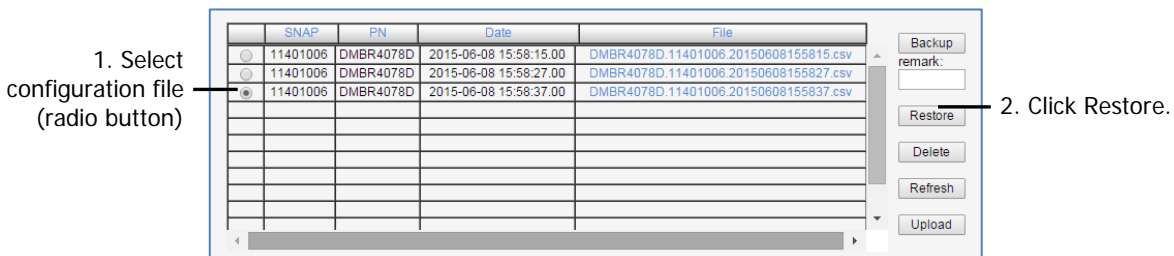 SNAP PN Date File
11401006 DMBR4078D 2015-06-08 15:58:15.00 DMBR4078D.11401006.20150608155815.csv
11401006 DMBR4078D 2015-06-08 15:58:27.00 DMBR4078D.11401006.20150608155827.csv
11401006 DMBR4078D 2015-06-08 15:58:37.00 DMBR4078D.11401006.20150608155837.csv
Backup
remark:
Restore
Delete
Refresh
Upload
1. Select
configuration file
(radio button)
2. Click Restore.